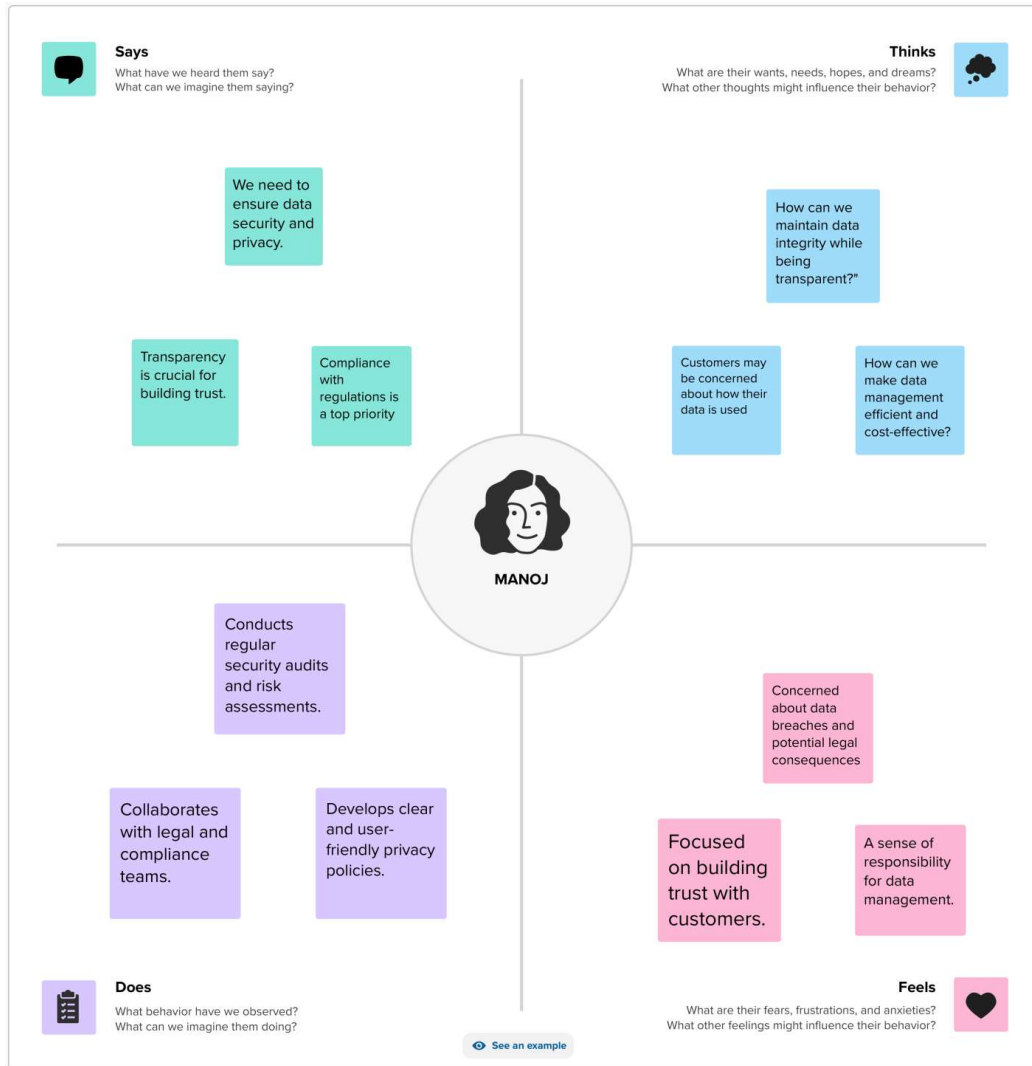 Says
What have we heard them say?
What can we imagine them saying?
We need to
ensure data
security and
privacy.
Transparency
is crucial for
building trust.
Compliance
with
regulations is
a top priority
Thinks
What are their wants, needs, hopes, and dreams?
What other thoughts might influence their behavior?
How can we
maintain data
integrity while
being
transparent?"
Customers may
be concerned
about how their
data is used
How can we
make data
management
efficient and
cost-effective?
MANOJ
Conducts
regular
security audits
and risk
assessments.
Collaborates
with legal and
compliance
teams.
Develops clear
and user-
friendly privacy
policies.
Does
What behavior have we observed?
What can we imagine them doing?
Concerned
about data
breaches and
potential legal
consequences
Focused
on building
trust with
customers.
A sense of
responsibility
for data
management.
Feels
What are their fears, frustrations, and anxieties?
What other feelings might influence their behavior?
See an example